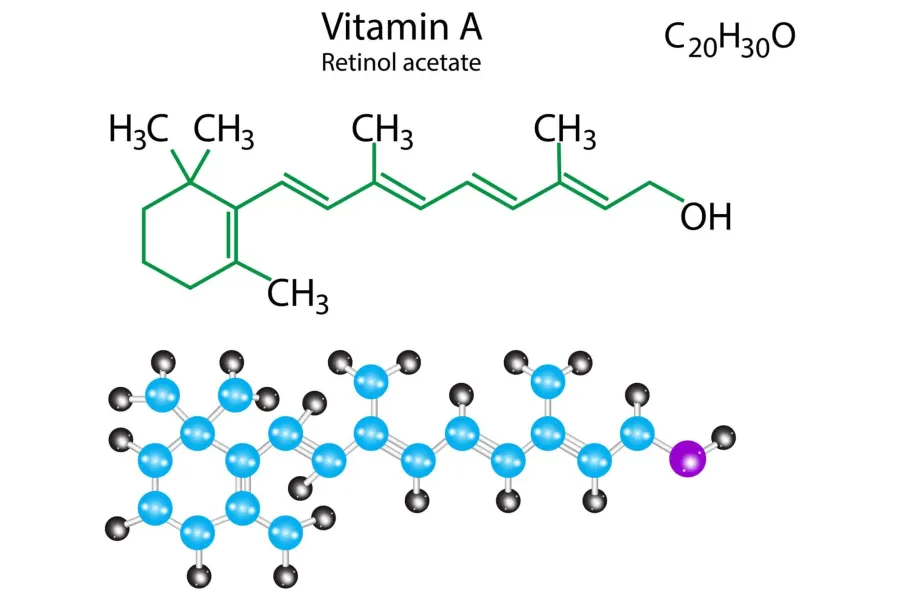 Vitamin A
Retinol acetate
C20H30O
H3C CH3 CH3 CH3
OH
CH3